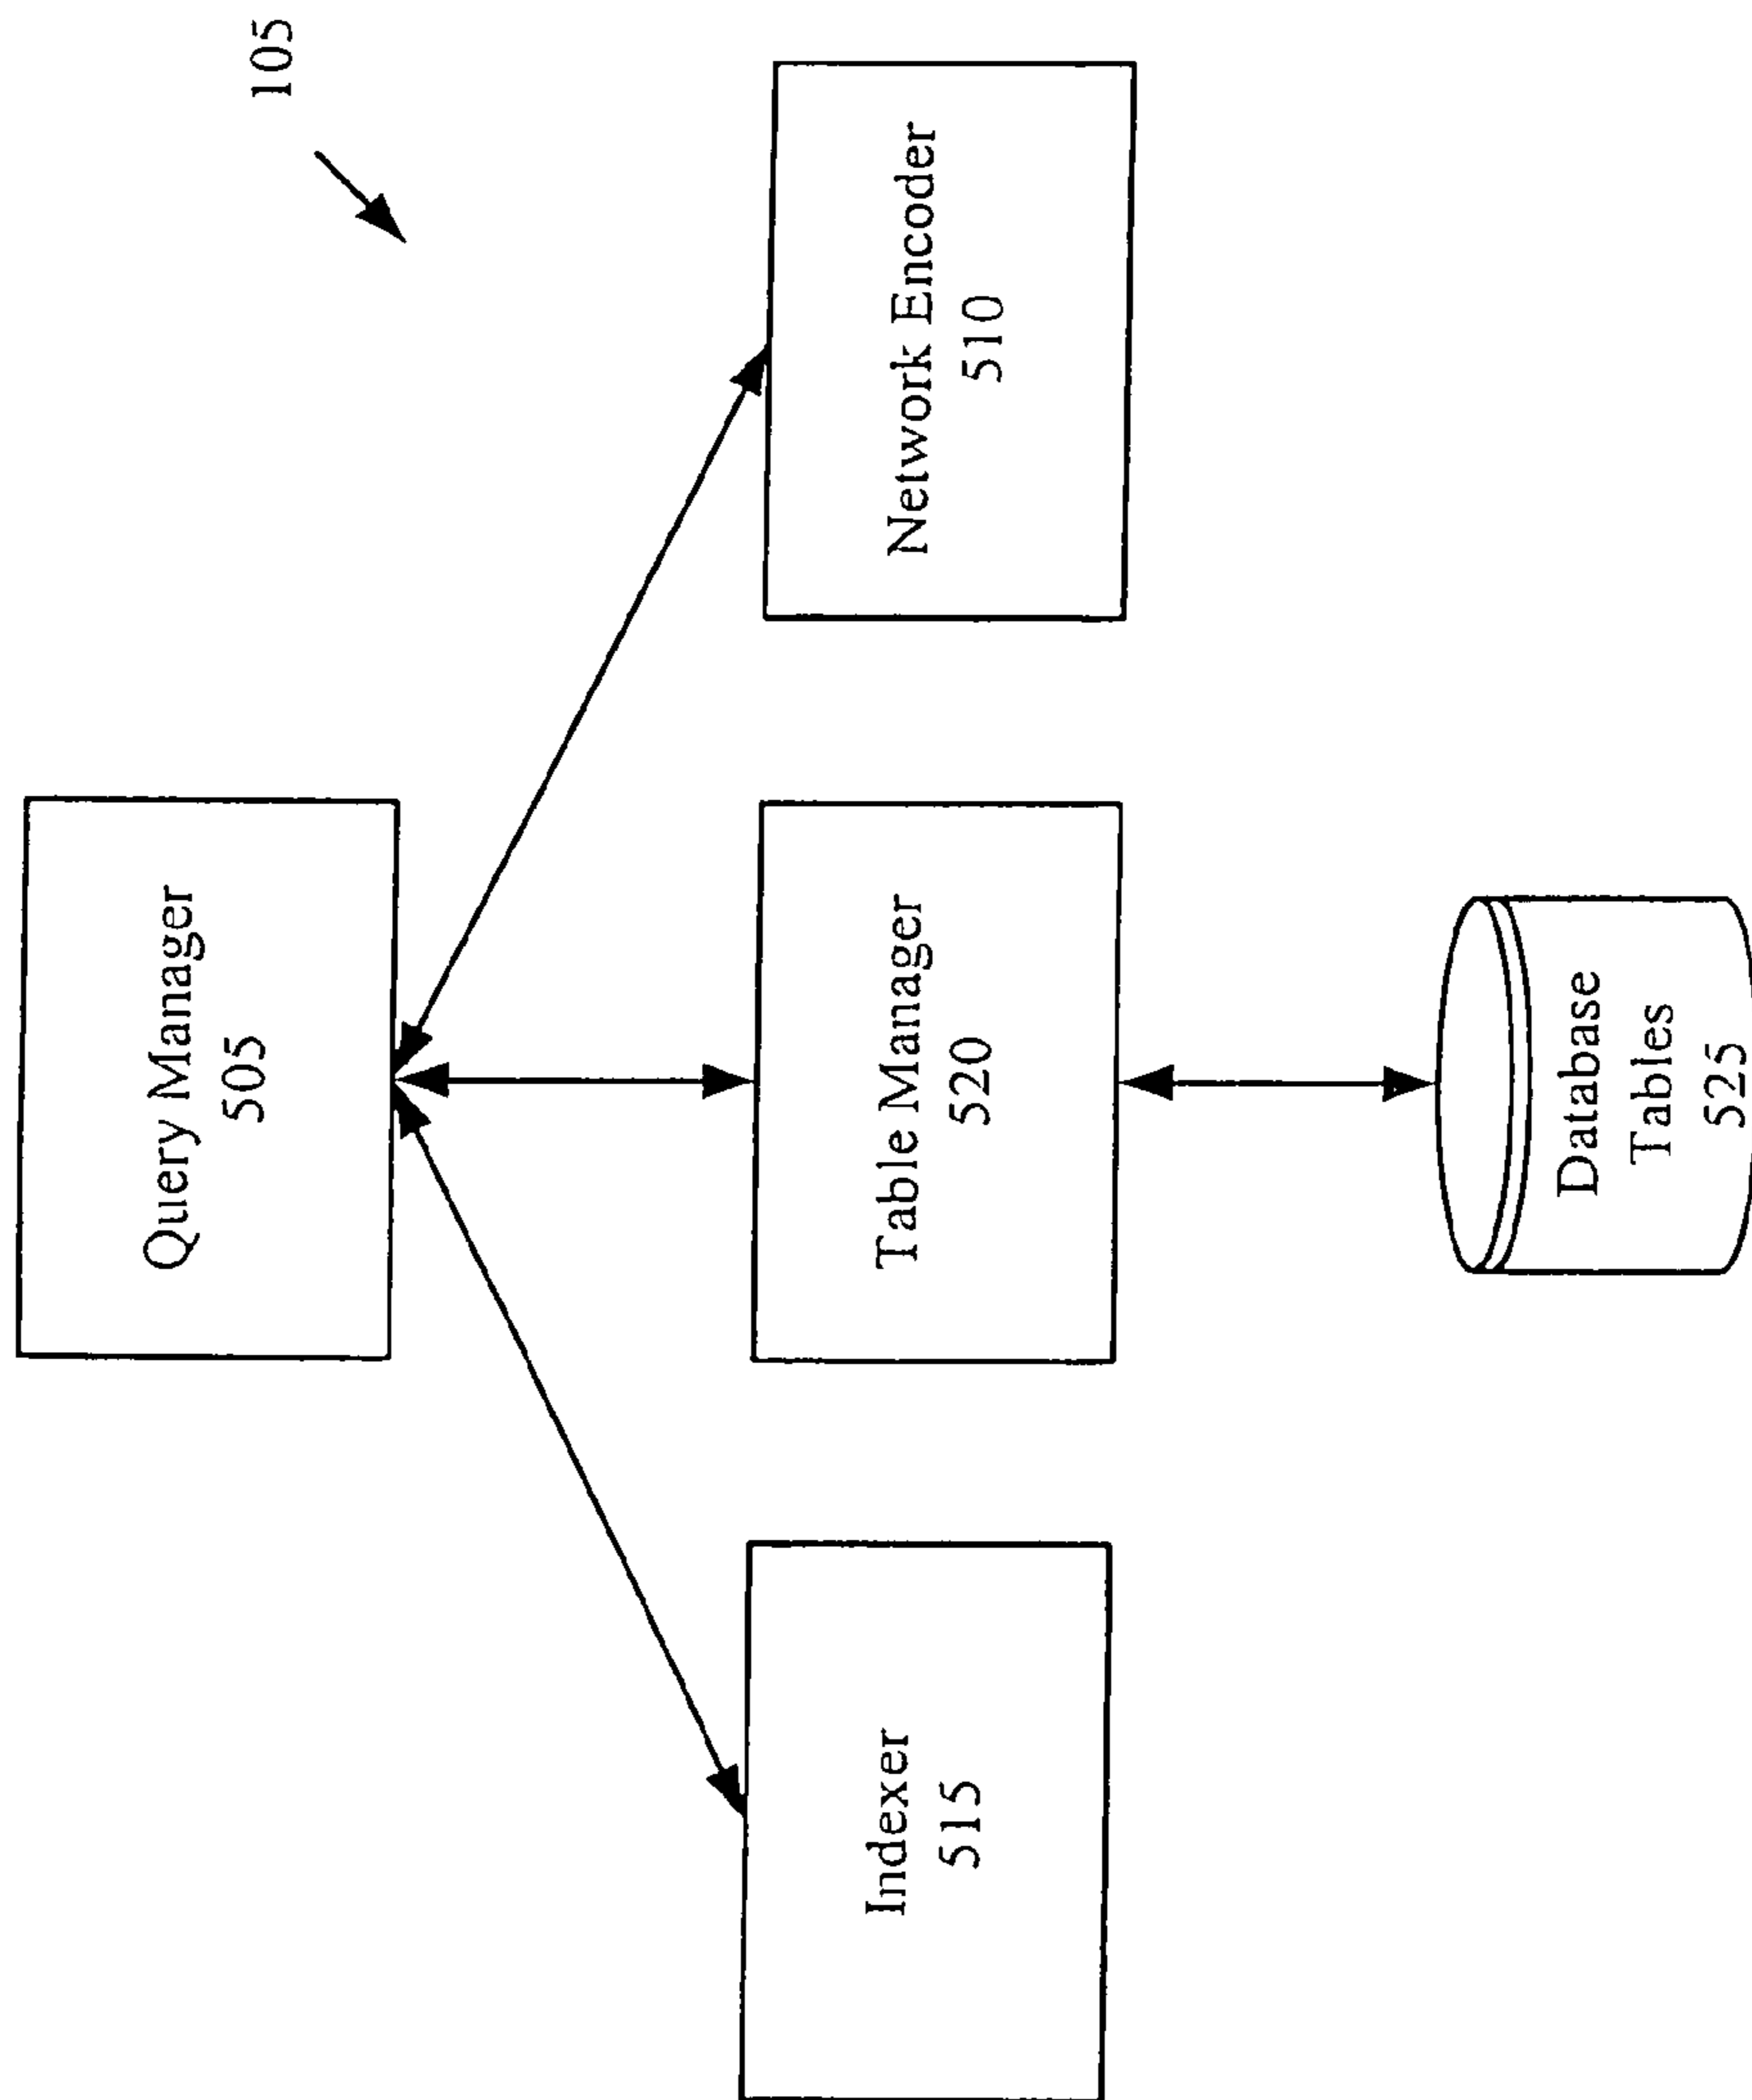 105
Query Manager
505
Indexer
515
Table Manager
520
Network Encoder
510
Database
Tables
525